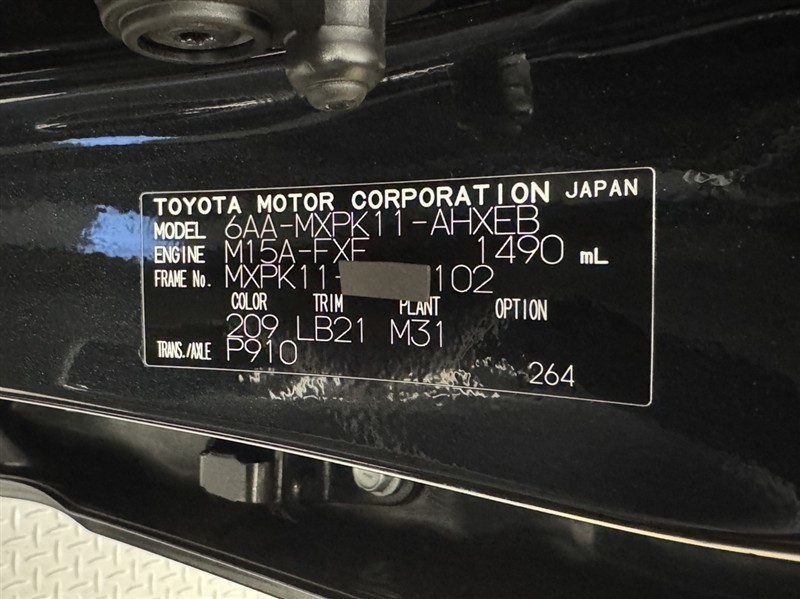 TOYOTA MOTOR CORPORATION JAPAN
MODEL 6AA-MXPK11-AHXEB
ENGINE M15A-FXE 1490 mL
FRAME No. MXPK11- 102
COLOR TRIM PLANT OPTION
209 LB21 M31
TRANS./AXLE P910
264